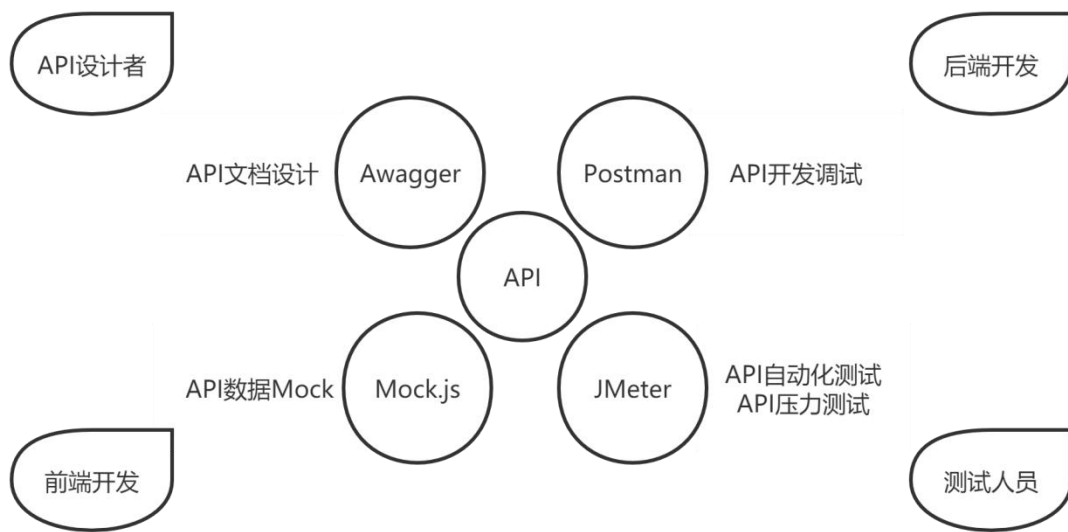 API设计者
后端开发
API文档设计
Awagger
Postman
API开发调试
API
API数据Mock
Mock.js
JMeter
API自动化测试
API压力测试
前端开发
测试人员